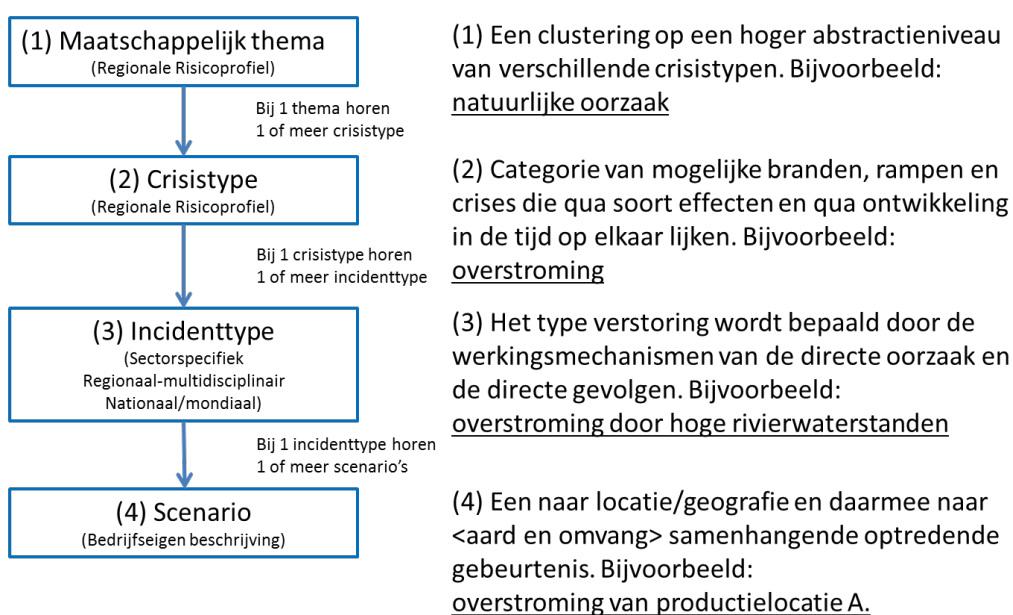 (1) Maatschappelijk thema
(Regionale Risicoprofiel)
Bij 1 thema horen
1 of meer crisistype
(2) Crisistype
(Regionale Risicoprofiel)
Bij 1 crisistype horen
1 of meer incidenttype
(3) Incidenttype
(Sectorspecifiek
Regionaal-multidisciplinair
Nationaal/mondiaal)
Bij 1 incidenttype horen
1 of meer scenario's
(4) Scenario
(Bedrijfseigen beschrijving)
(1) Een clustering op een hoger abstractieniveau
van verschillende crisistypen. Bijvoorbeeld:
natuurlijke oorzaak
(2) Categorie van mogelijke branden, rampen en
crises die qua soort effecten en qua ontwikkeling
in de tijd op elkaar lijken. Bijvoorbeeld:
overstroming
(3) Het type verstoring wordt bepaald door de
werkingsmechanismen van de directe oorzaak en
de directe gevolgen. Bijvoorbeeld:
overstroming door hoge rivierwaterstanden
(4) Een naar locatie/geografie en daarmee naar
<aard en omvang> samenhangende optredende
gebeurtenis. Bijvoorbeeld:
overstroming van productielocatie A.